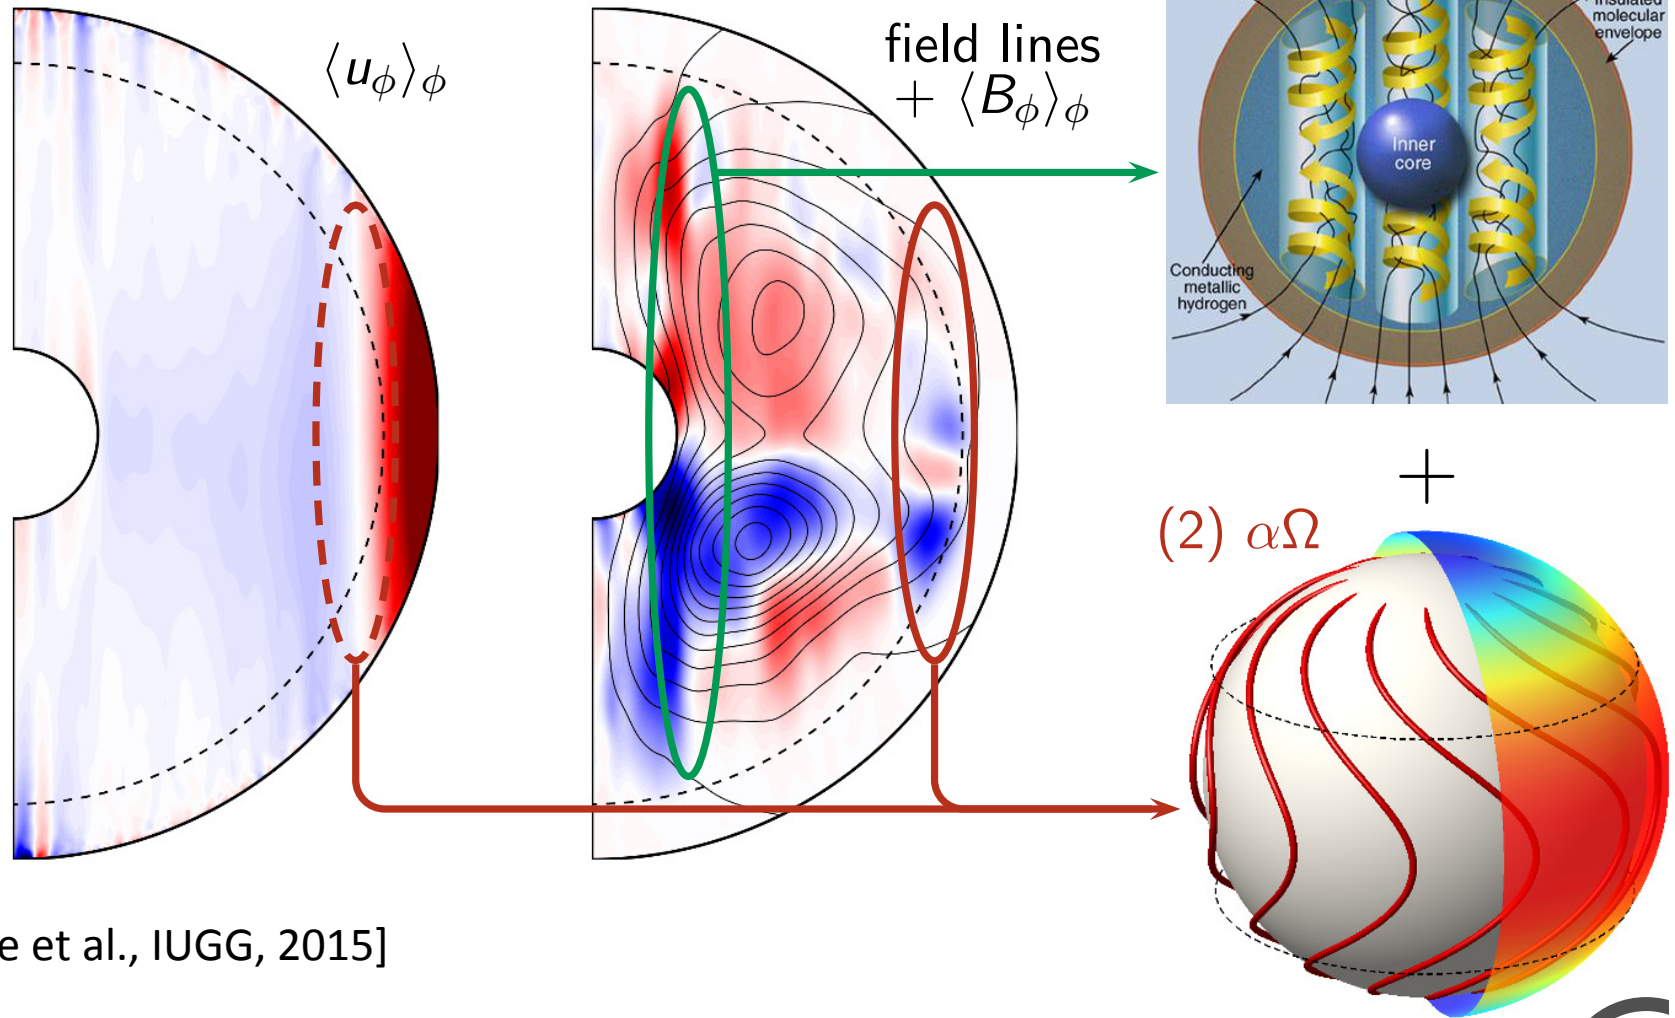 ⟨u_ϕ⟩_ϕ
field lines
+ ⟨B_ϕ⟩_ϕ
Insulated
molecular
envelope
Inner
core
Conducting
metallic
hydrogen
+
(2) αΩ
e et al., IUGG, 2015]